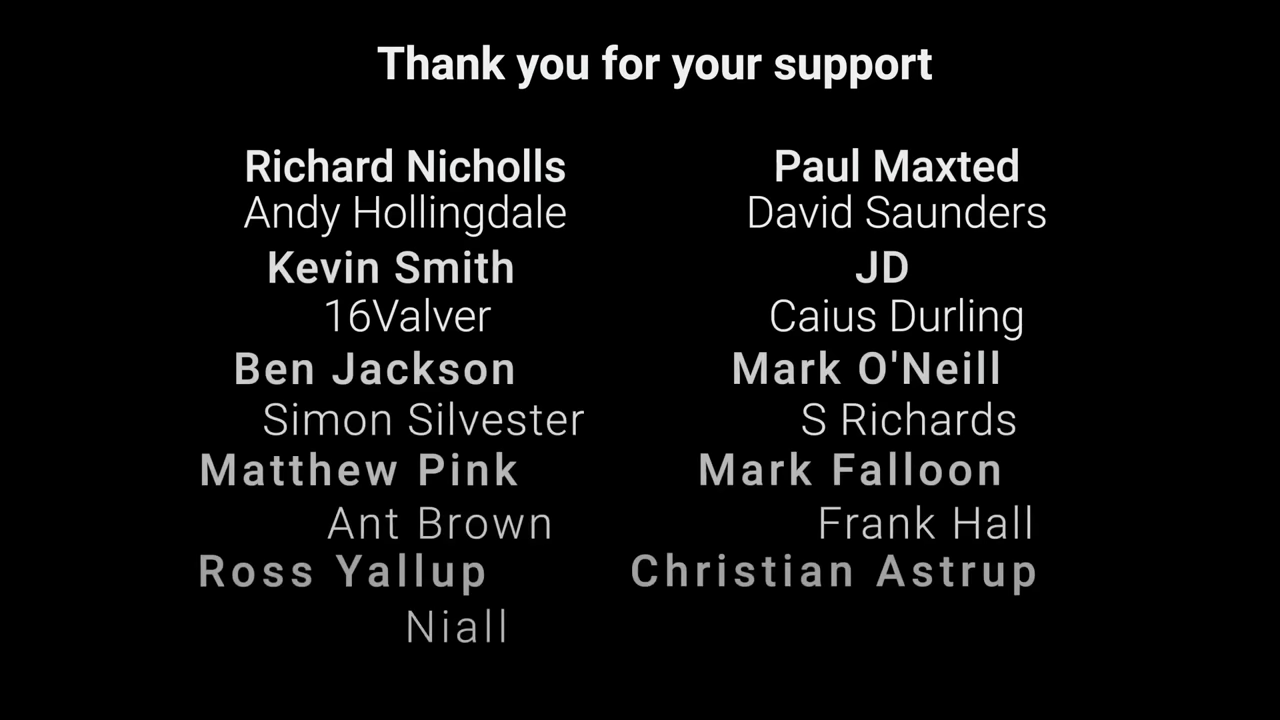 Thank you for your support
Richard Nicholls
Andy Hollingdale
Kevin Smith
16Valver
Ben Jackson
Simon Silvester
Matthew Pink
Ant Brown
Ross Yallup
Niall
Paul Maxted
David Saunders
JD
Caius Durling
Mark O'Neill
S Richards
Mark Falloon
Frank Hall
Christian Astrup